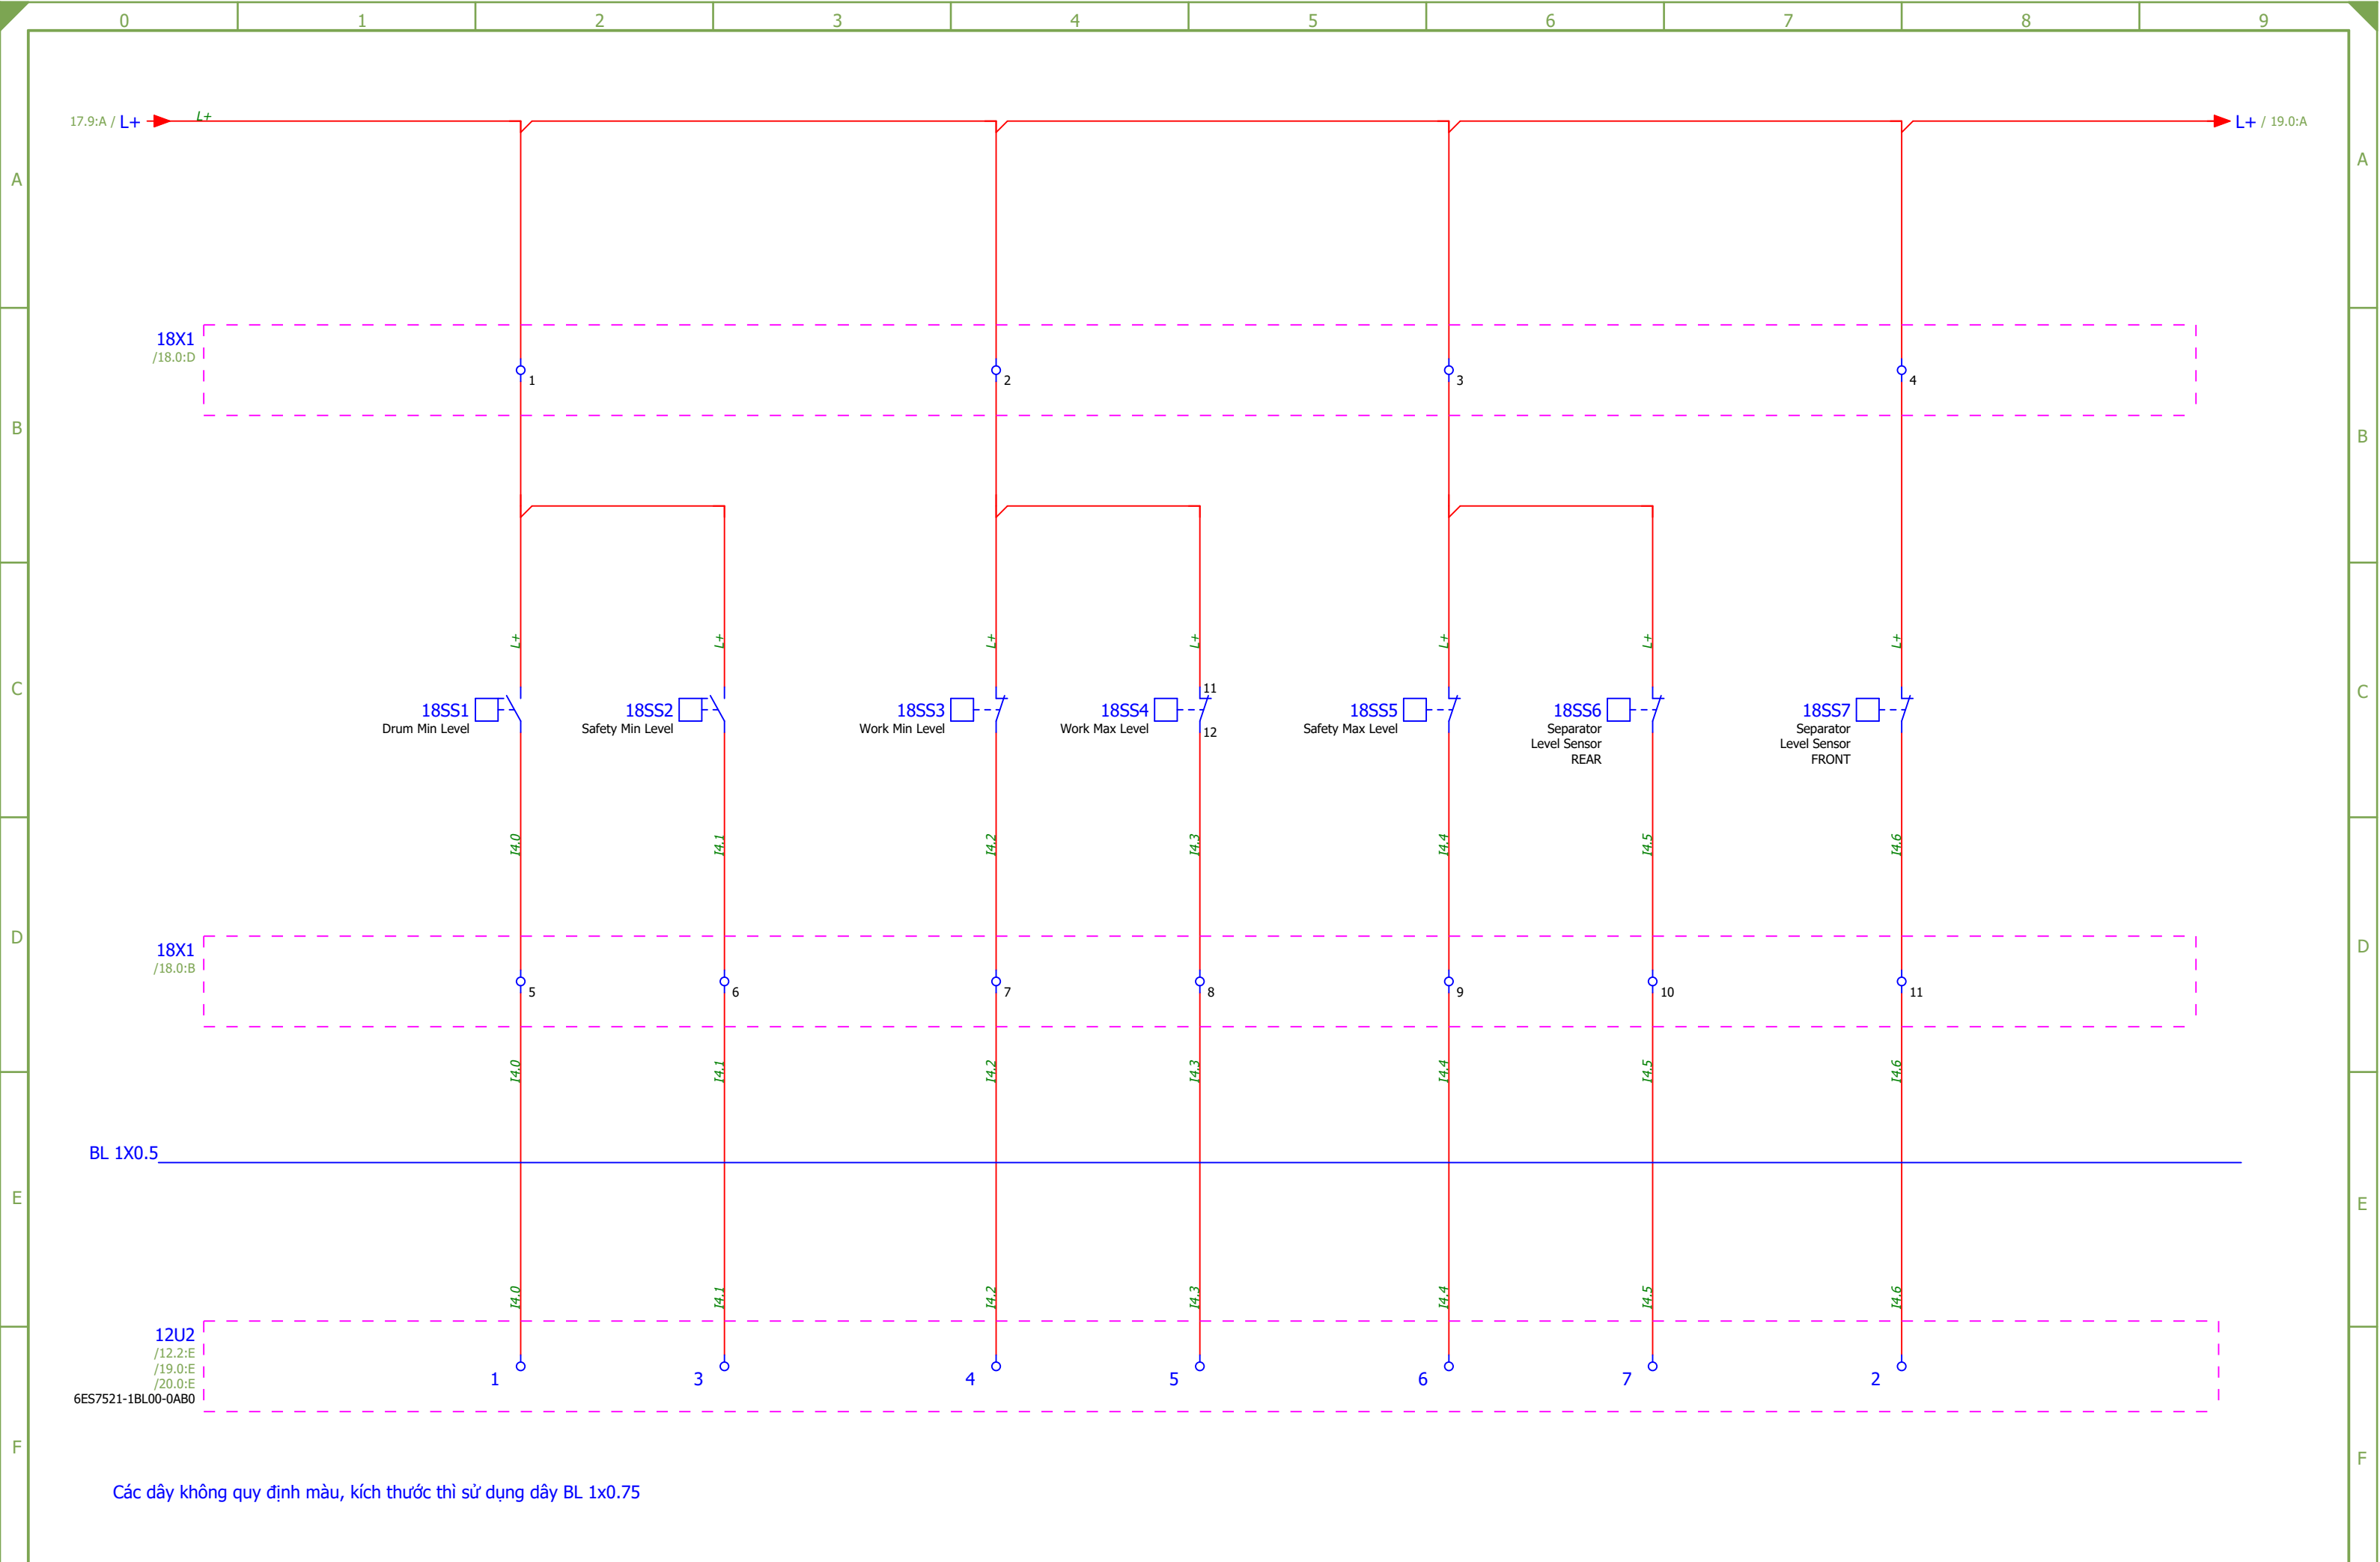 0 1 2 3 4 5 6 7 8 9
17.9:A / L+
L+
L+ / 19.0:A
A
A
18X1
/18.0:D
1 2 3 4
B
B
L+ L+ L+ L+ L+ L+ L+
C
C
18SS1
Drum Min Level
18SS2
Safety Min Level
18SS3
Work Min Level
18SS4
Work Max Level
11
12
18SS5
Safety Max Level
18SS6
Separator
Level Sensor
REAR
18SS7
Separator
Level Sensor
FRONT
I4.0 I4.1 I4.2 I4.3 I4.4 I4.5 I4.6
D
D
18X1
/18.0:B
5 6 7 8 9 10 11
I4.0 I4.1 I4.2 I4.3 I4.4 I4.5 I4.6
BL 1X0.5
E
E
I4.0 I4.1 I4.2 I4.3 I4.4 I4.5 I4.6
12U2
/12.2:E
/19.0:E
/20.0:E
6ES7521-1BL00-0AB0
1 3 4 5 6 7 2
F
F
Các dây không quy định màu, kích thước thì sử dụng dây BL 1x0.75